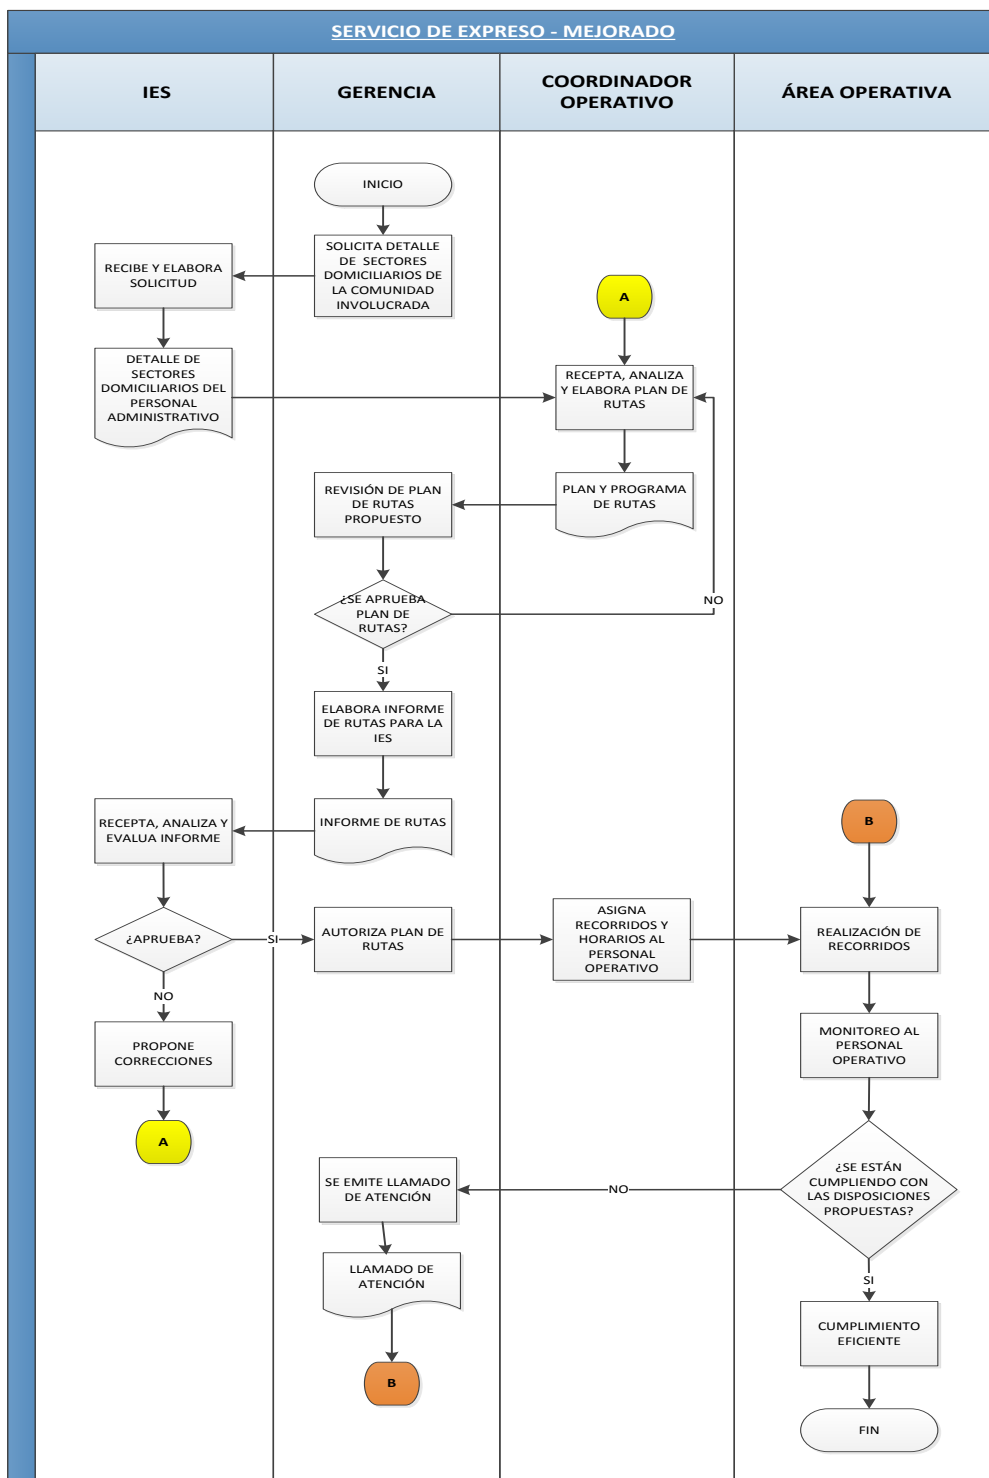 SERVICIO DE EXPRESO - MEJORADO
IES
GERENCIA
COORDINADOR
OPERATIVO
ÁREA OPERATIVA
INICIO
SOLICITA DETALLE
DE SECTORES
DOMICILIARIOS DE
LA COMUNIDAD
INVOLUCRADA
RECIBE Y ELABORA
SOLICITUD
A
DETALLE DE
SECTORES
DOMICILIARIOS DEL
PERSONAL
ADMINISTRATIVO
RECEPTA, ANALIZA
Y ELABORA PLAN DE
RUTAS
PLAN Y PROGRAMA
DE RUTAS
REVISIÓN DE PLAN
DE RUTAS
PROPUESTO
¿SE APRUEBA
PLAN DE
RUTAS?
NO
SI
ELABORA INFORME
DE RUTAS PARA LA
IES
INFORME DE RUTAS
RECEPTA, ANALIZA Y
EVALUA INFORME
B
¿APRUEBA?
SI
AUTORIZA PLAN DE
RUTAS
ASIGNA
RECORRIDOS Y
HORARIOS AL
PERSONAL
OPERATIVO
REALIZACIÓN DE
RECORRIDOS
NO
PROPONE
CORRECCIONES
A
MONITOREO AL
PERSONAL
OPERATIVO
¿SE ESTÁN
CUMPLIENDO CON
LAS DISPOSICIONES
PROPUESTAS?
NO
SE EMITE LLAMADO
DE ATENCIÓN
LLAMADO DE
ATENCIÓN
B
SI
CUMPLIMIENTO
EFICIENTE
FIN